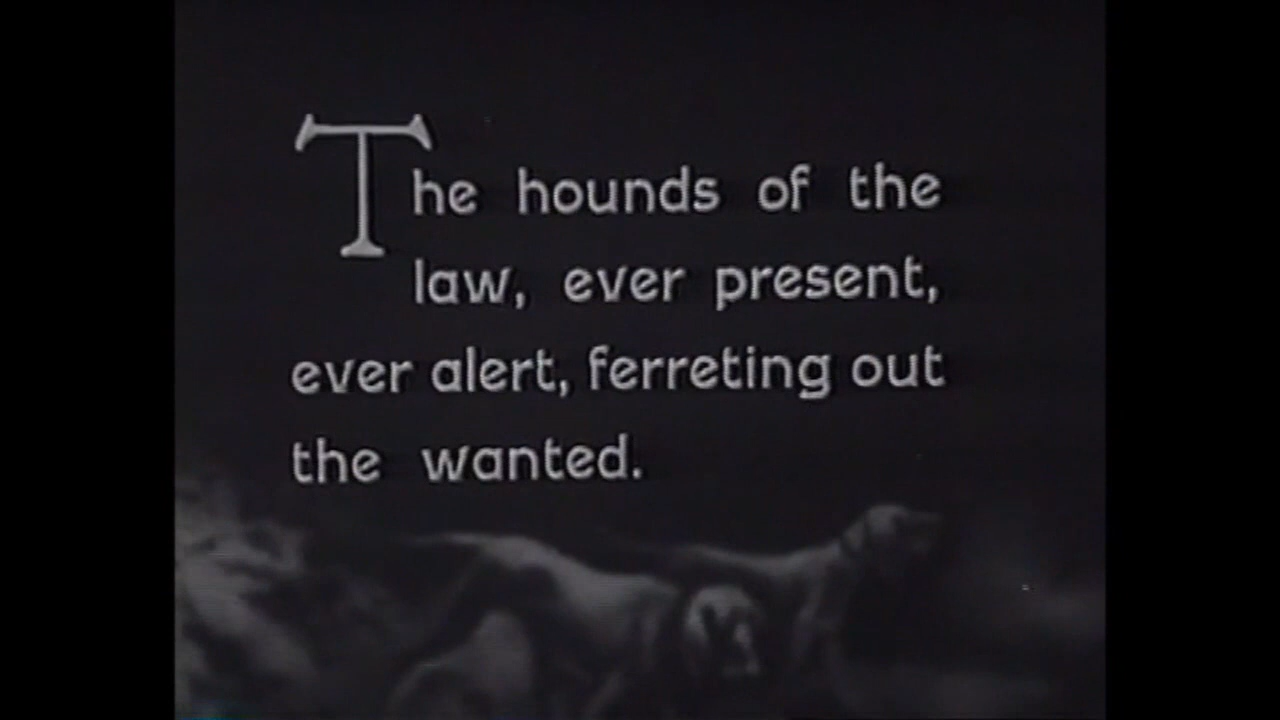 The hounds of the
law, ever present,
ever alert, ferreting out
the wanted.